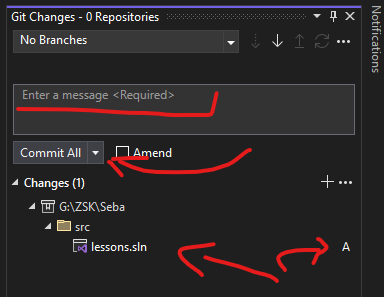 Git Changes - 0 Repositories
No Branches
Enter a message <Required>
Commit All
Amend
Changes (1)
G:\ZSK\Seba
src
lessons.sln A
Notifications